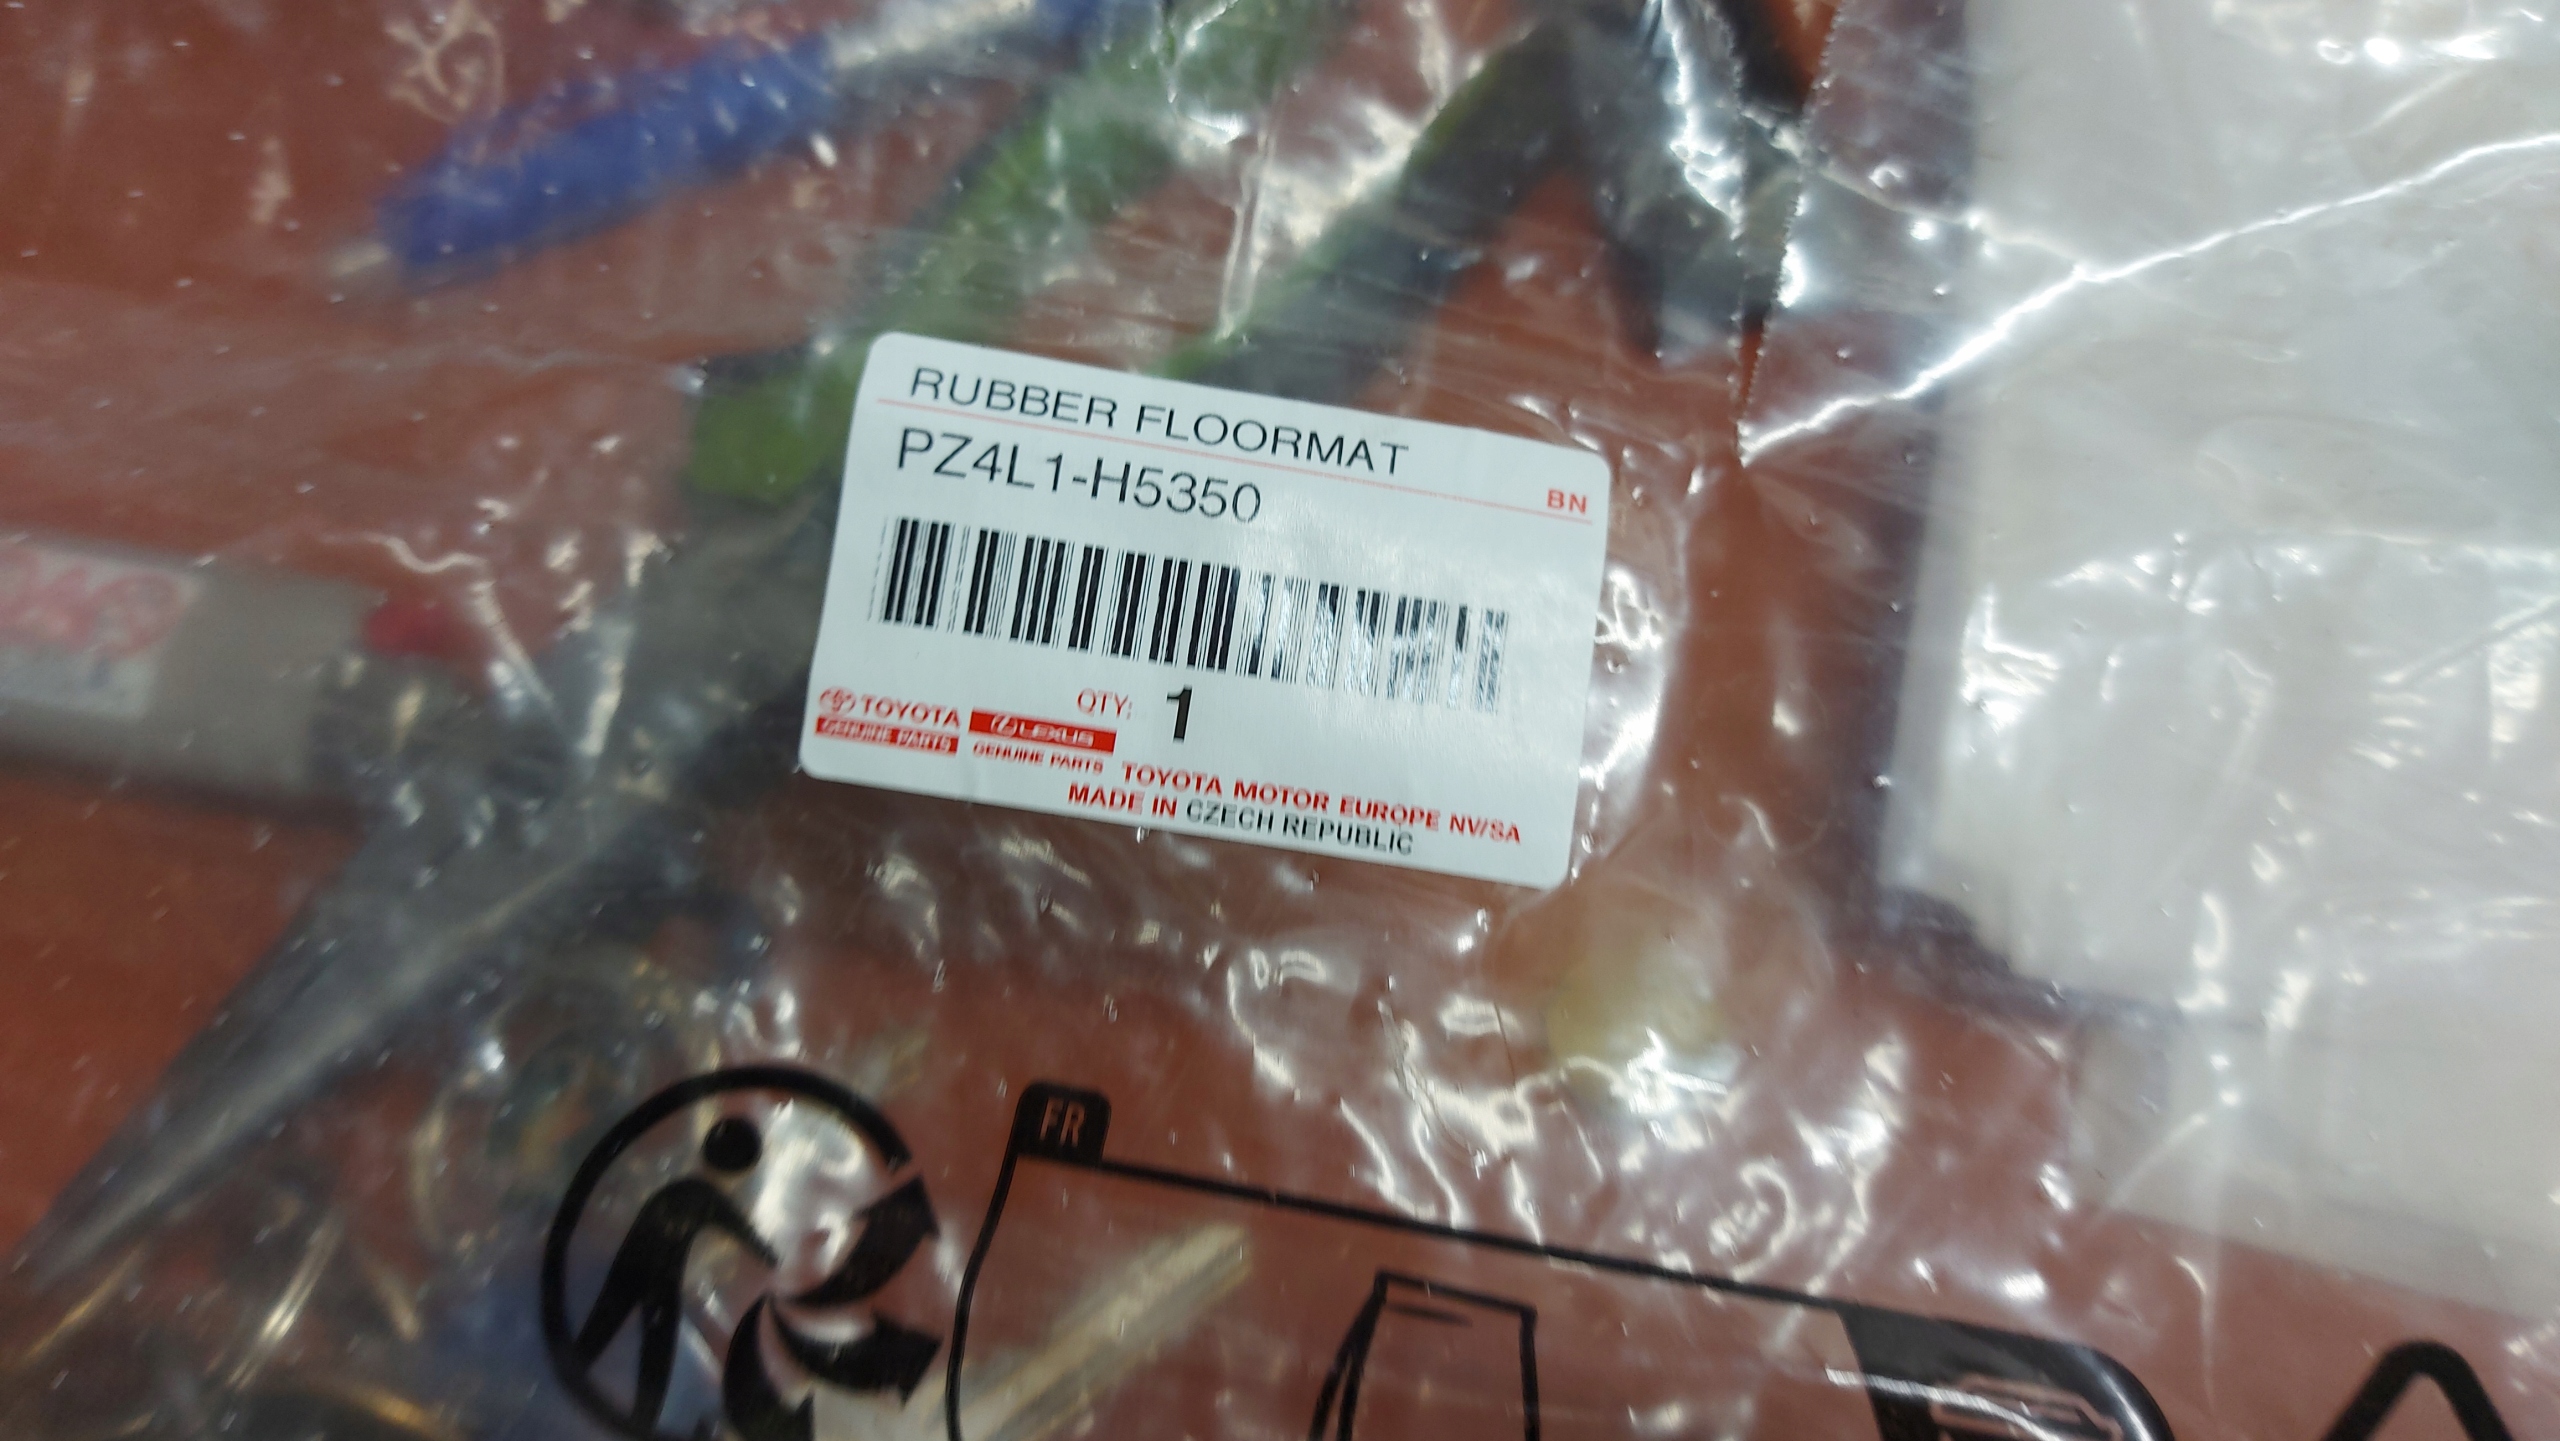 RUBBER FLOORMAT
BN
PZ4L1-H5350
QTY: 1
TOYOTA
GENUINE PARTS
LEXUS
GENUINE PARTS
TOYOTA MOTOR EUROPE NV/SA
MADE IN CZECH REPUBLIC
FR